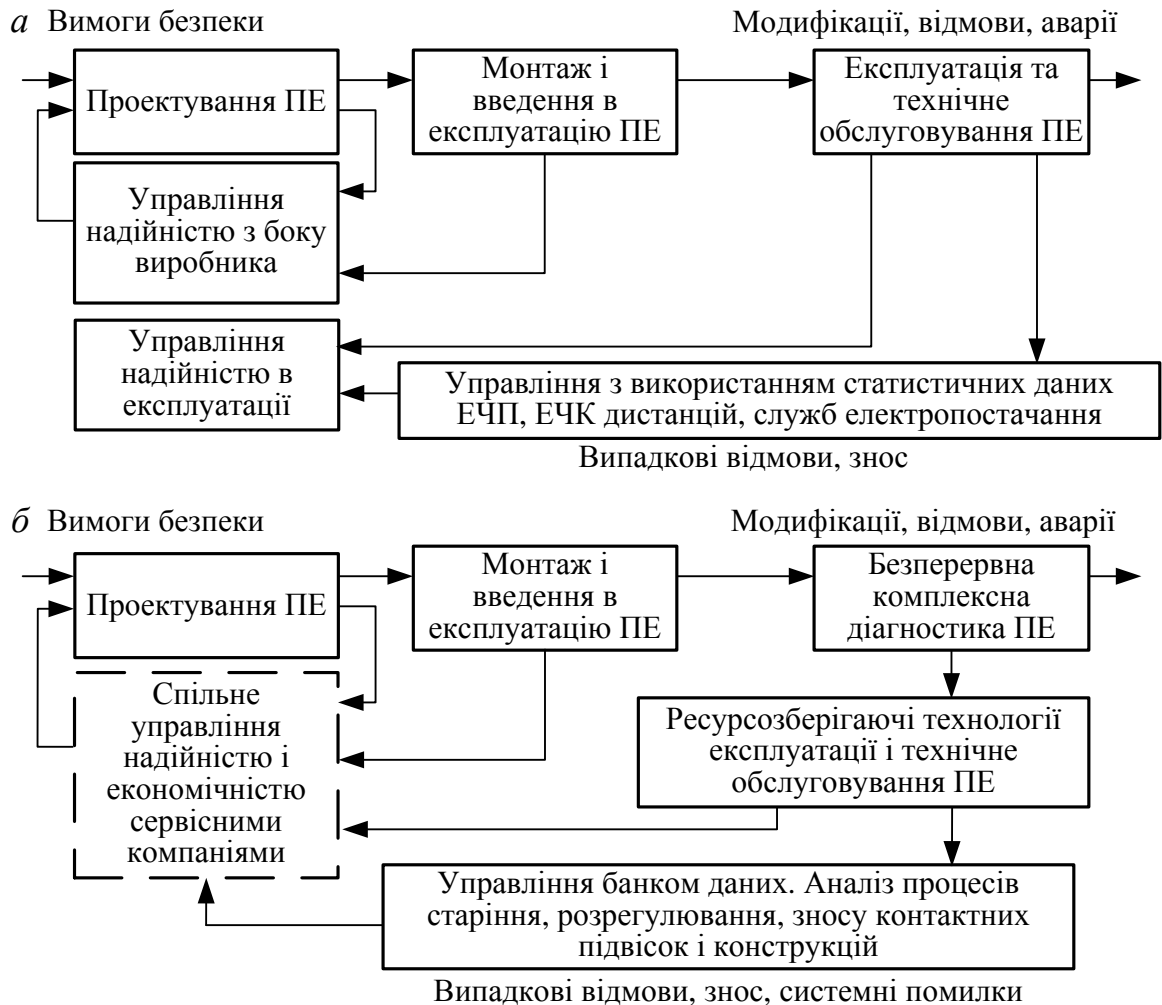 а Вимоги безпеки
Модифікації, відмови, аварії
Проектування ПЕ
Монтаж і
введення в
експлуатацію ПЕ
Експлуатація та
технічне
обслуговування ПЕ
Управління
надійністю з боку
виробника
Управління
надійністю в
експлуатації
Управління з використанням статистичних даних
ЕЧП, ЕЧК дистанцій, служб електропостачання
Випадкові відмови, знос
б Вимоги безпеки
Модифікації, відмови, аварії
Проектування ПЕ
Монтаж і
введення в
експлуатацію ПЕ
Безперервна
комплексна
діагностика ПЕ
Спільне
управління
надійністю і
економічністю
сервісними
компаніями
Ресурсозберігаючі технології
експлуатації і технічне
обслуговування ПЕ
Управління банком даних. Аналіз процесів
старіння, розрегулювання, зносу контактних
підвісок і конструкцій
Випадкові відмови, знос, системні помилки